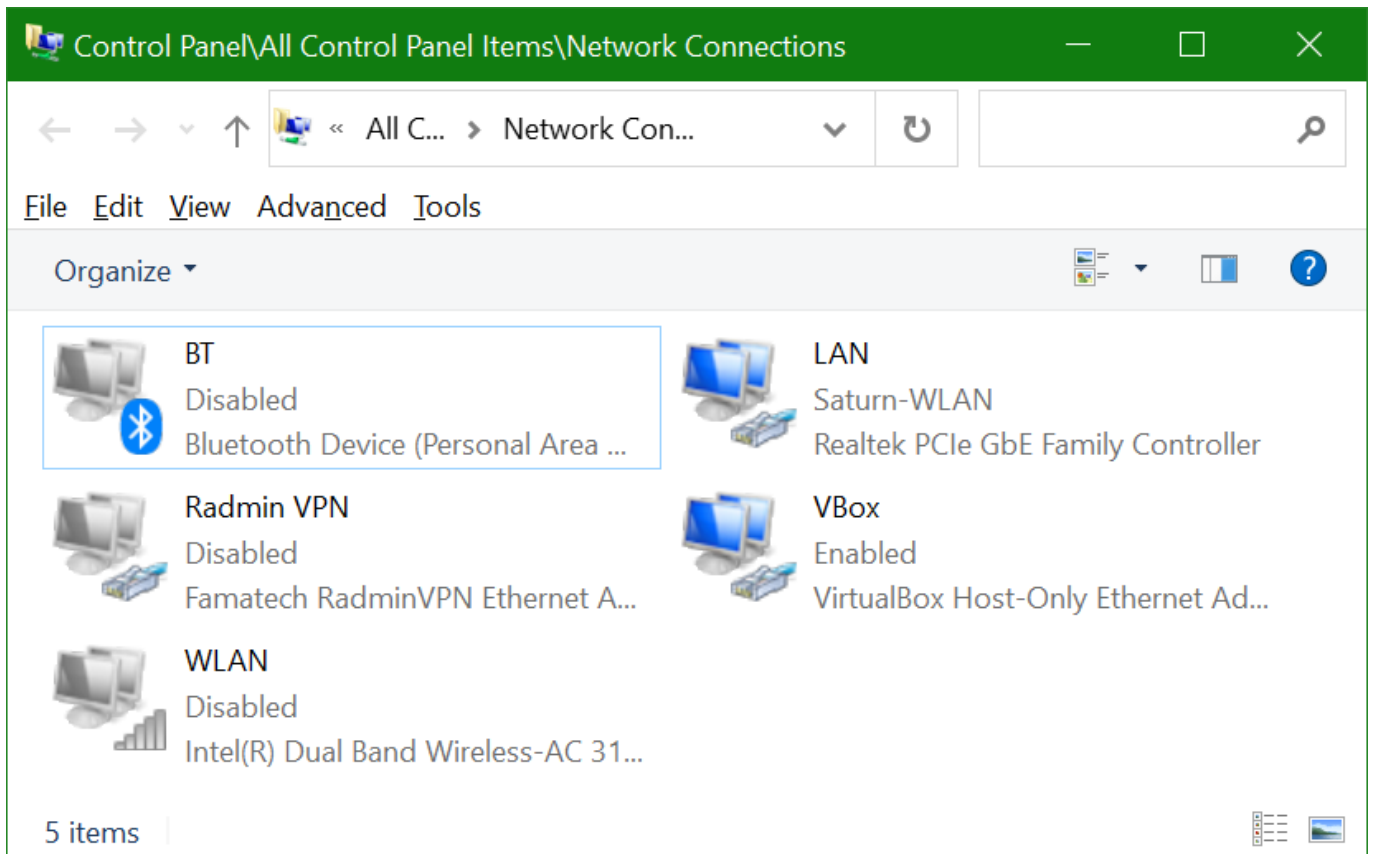 Control Panel\All Control Panel Items\Network Connections
« All C... > Network Con...
File Edit View Advanced Tools
Organize
BT
Disabled
Bluetooth Device (Personal Area ...
LAN
Saturn-WLAN
Realtek PCIe GbE Family Controller
Radmin VPN
Disabled
Famatech RadminVPN Ethernet A...
VBox
Enabled
VirtualBox Host-Only Ethernet Ad...
WLAN
Disabled
Intel(R) Dual Band Wireless-AC 31...
5 items